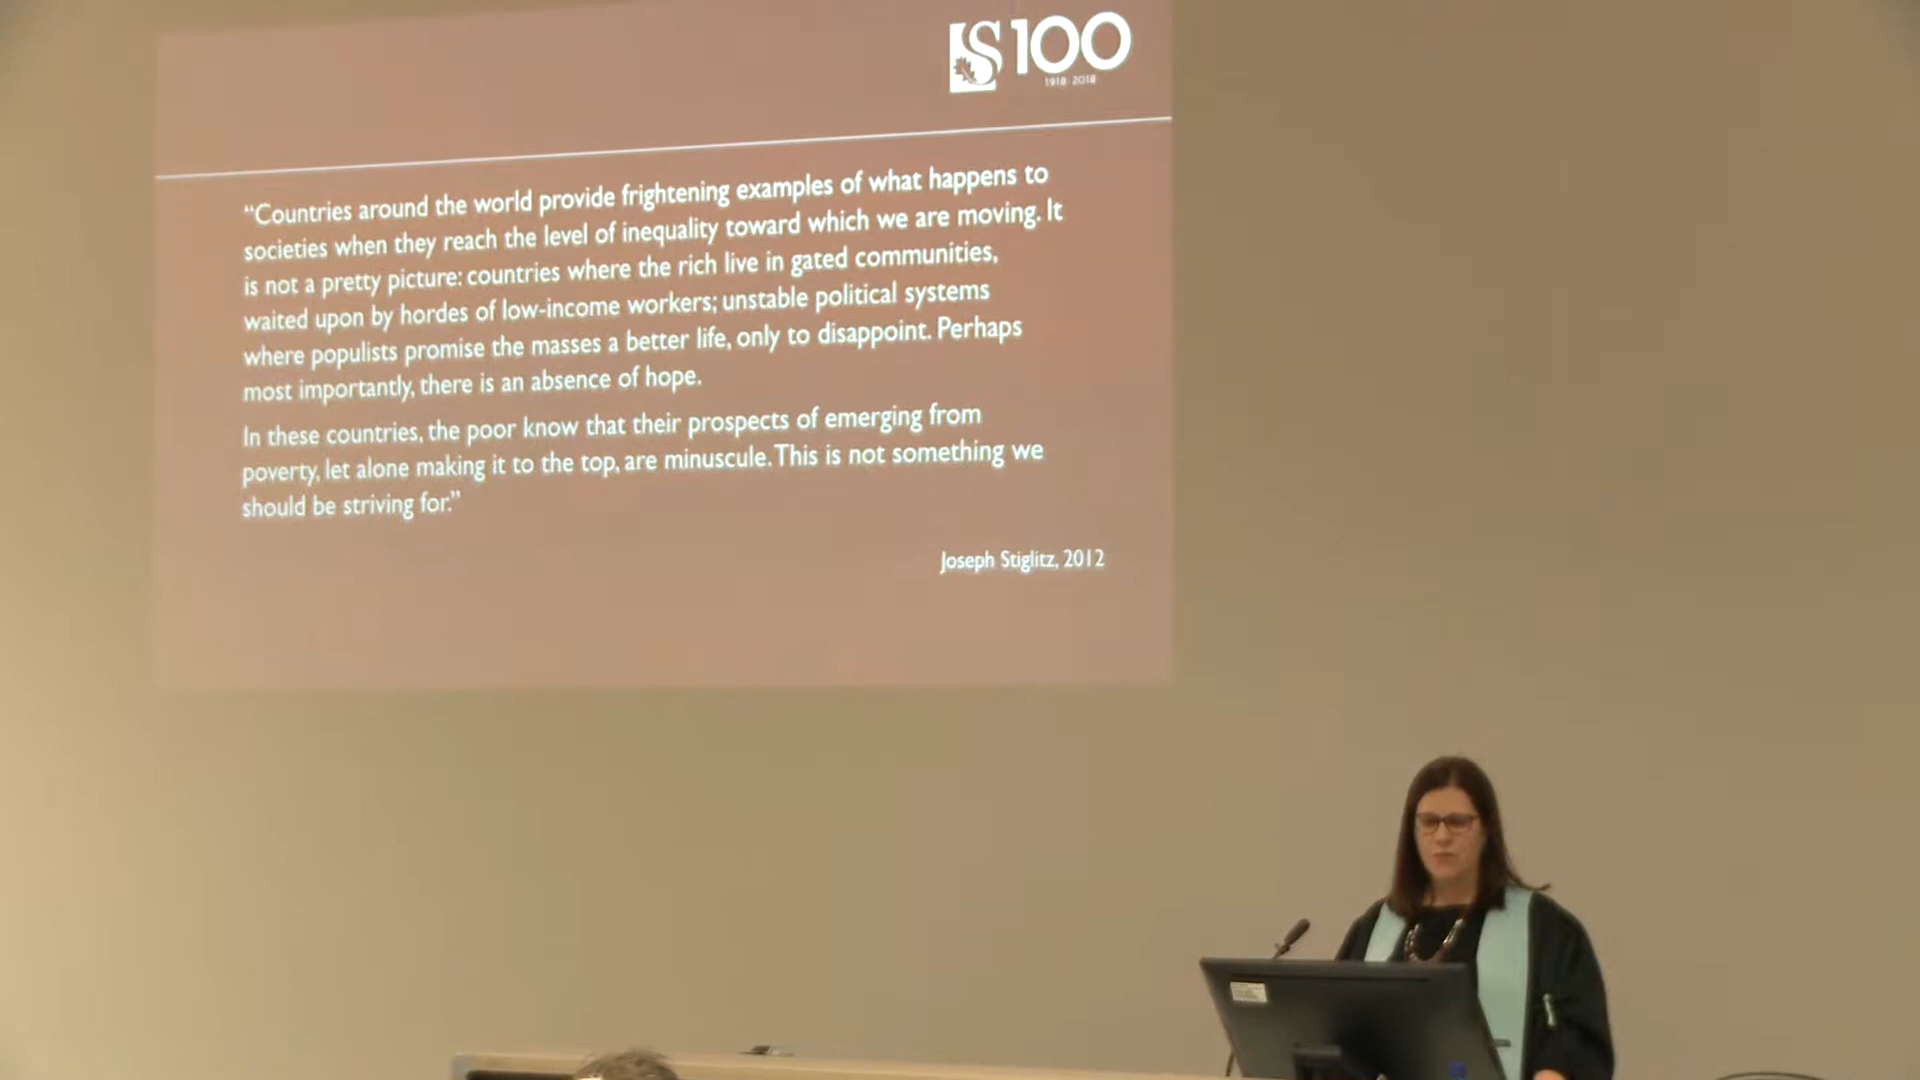 S100
1918 2018
“Countries around the world provide frightening examples of what happens to
societies when they reach the level of inequality toward which we are moving. It
is not a pretty picture: countries where the rich live in gated communities,
waited upon by hordes of low-income workers; unstable political systems
where populists promise the masses a better life, only to disappoint. Perhaps
most importantly, there is an absence of hope.
In these countries, the poor know that their prospects of emerging from
poverty, let alone making it to the top, are minuscule. This is not something we
should be striving for.”
Joseph Stiglitz, 2012